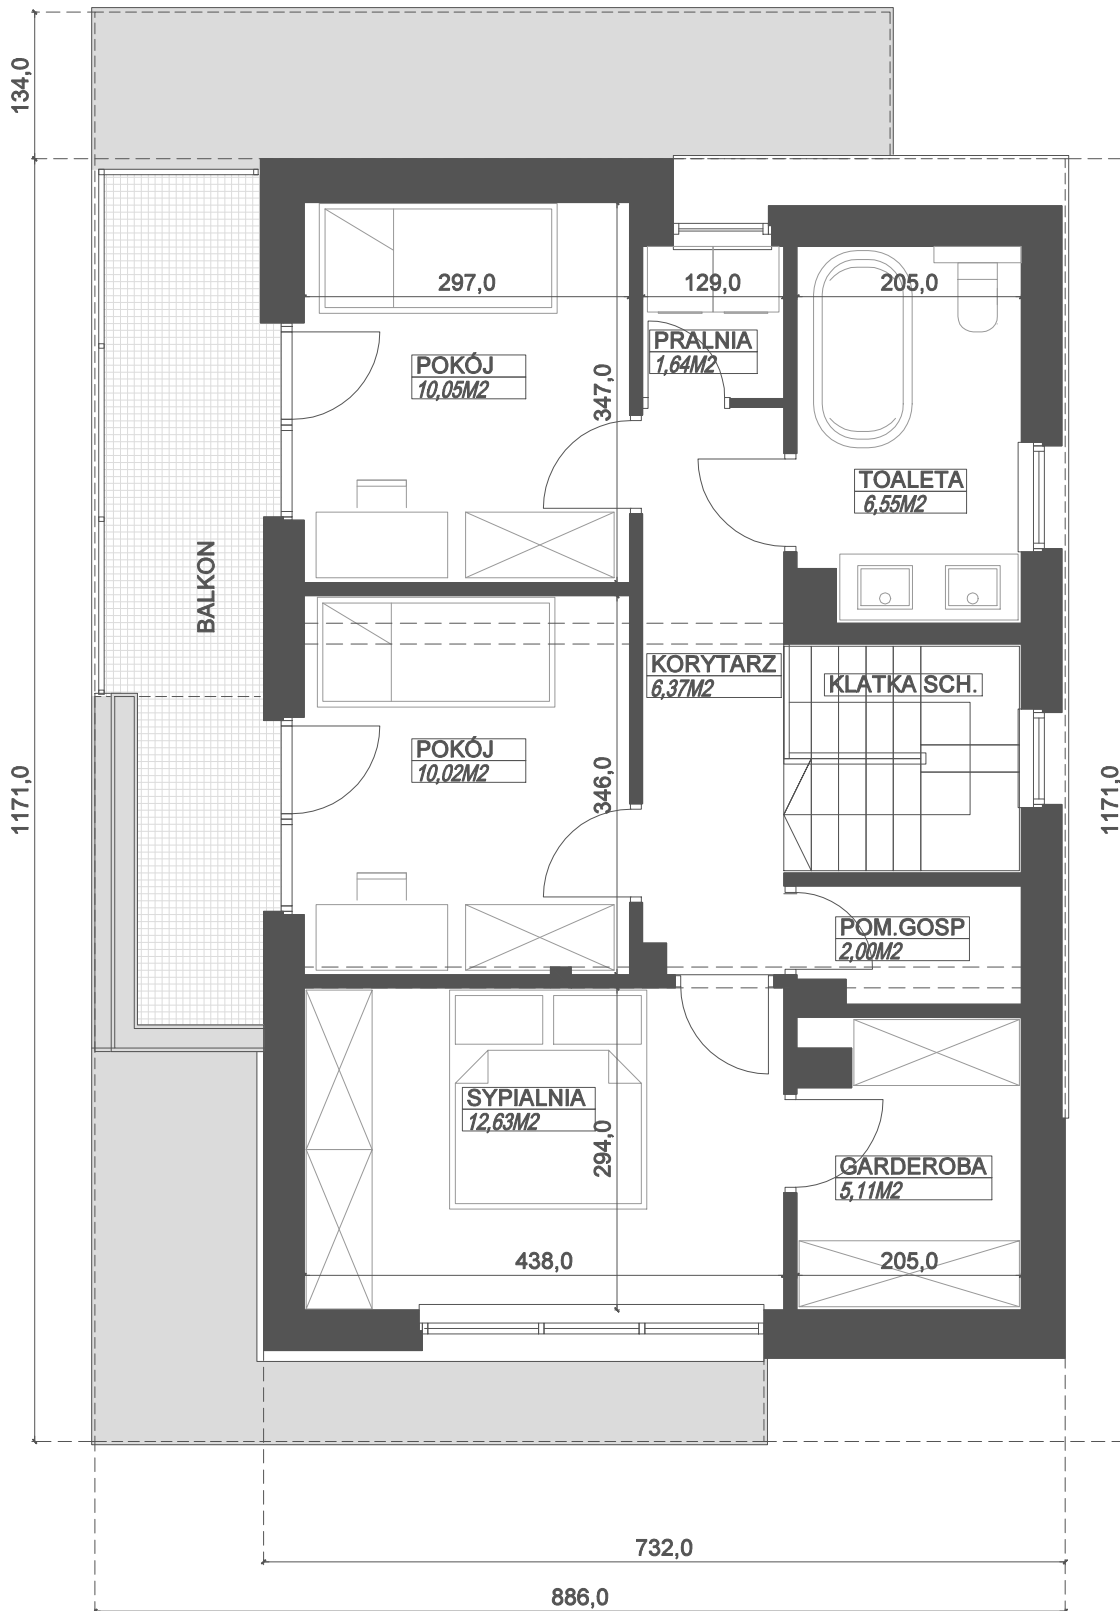 134,0
297,0
129,0
205,0
PRALNIA
1,64M2
POKÓJ
10,05M2
347,0
TOALETA
6,55M2
BALKON
KORYTARZ
6,37M2
KLATKA SCH.
POKÓJ
10,02M2
346,0
1171,0
1171,0
POM.GOSP
2,00M2
SYPIALNIA
12,63M2
294,0
GARDEROBA
5,11M2
438,0
205,0
732,0
886,0